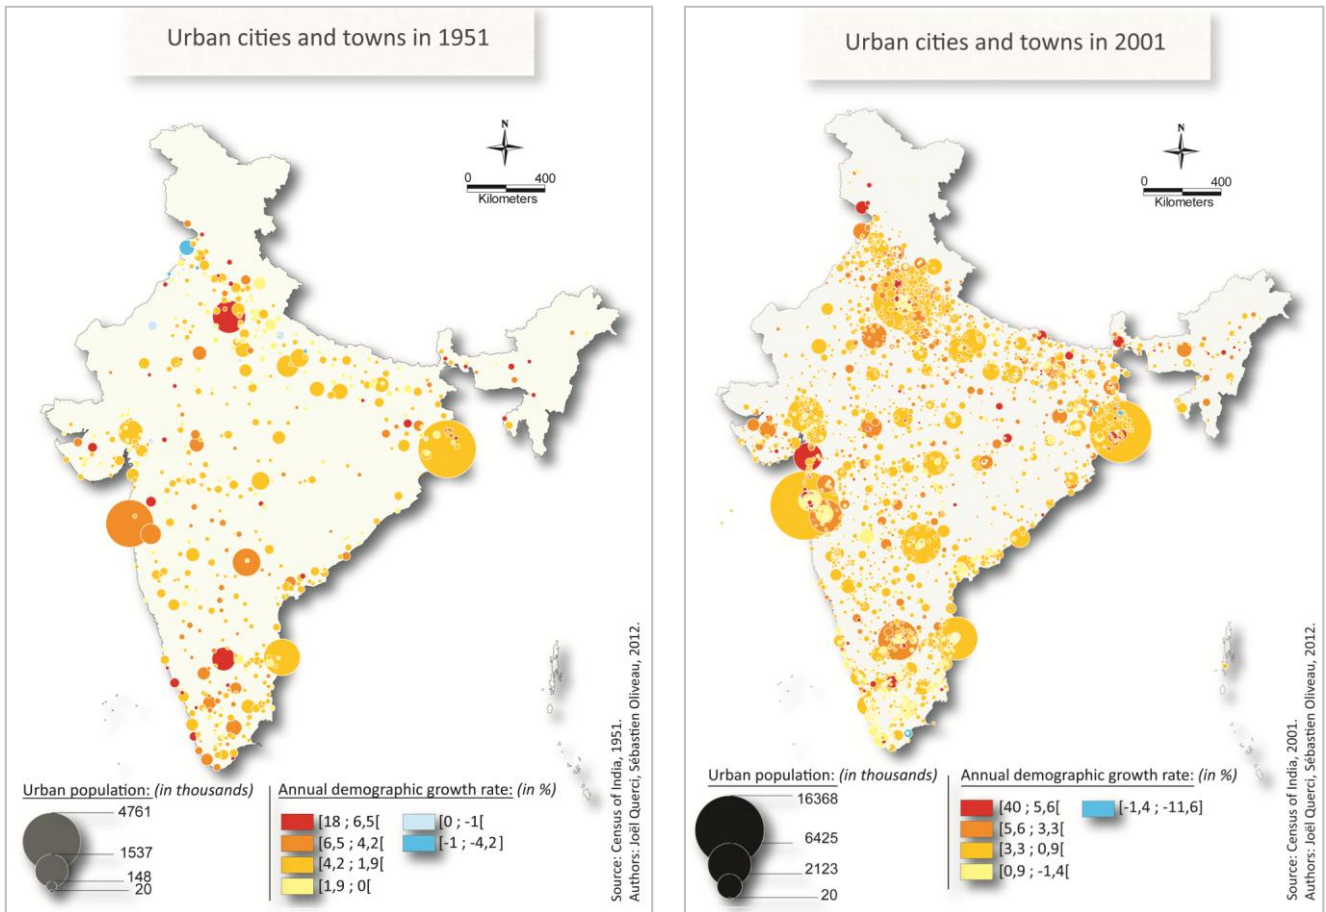 Urban cities and towns in 1951
N
0 400
Kilometers
Urban population: (in thousands)
4761
1537
148
20
Annual demographic growth rate: (in %)
[18 ; 6,5[
[6,5 ; 4,2[
[4,2 ; 1,9[
[1,9 ; 0[
[0 ; -1[
[-1 ; -4,2]
Source: Census of India, 1951.
Authors: Joël Querci, Sébastien Oliveau, 2012.
Urban cities and towns in 2001
N
0 400
Kilometers
Urban population: (in thousands)
16368
6425
2123
20
Annual demographic growth rate: (in %)
[40 ; 5,6[
[5,6 ; 3,3[
[3,3 ; 0,9[
[0,9 ; -1,4[
[-1,4 ; -11,6]
Source: Census of India, 2001.
Authors: Joël Querci, Sébastien Oliveau, 2012.